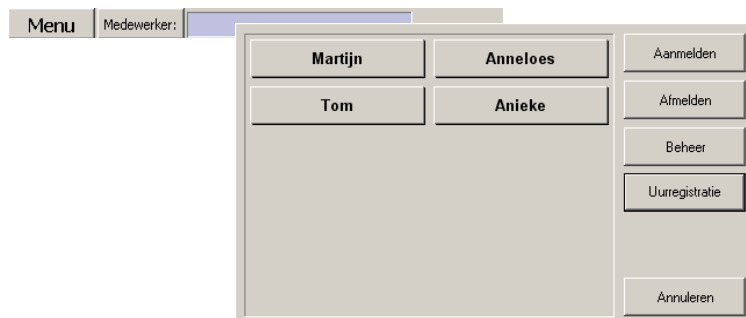 Menu Medewerker:
Martijn Anneloes Aanmelden
Tom Anieke Afmelden
Beheer
Uurregistratie
Annuleren